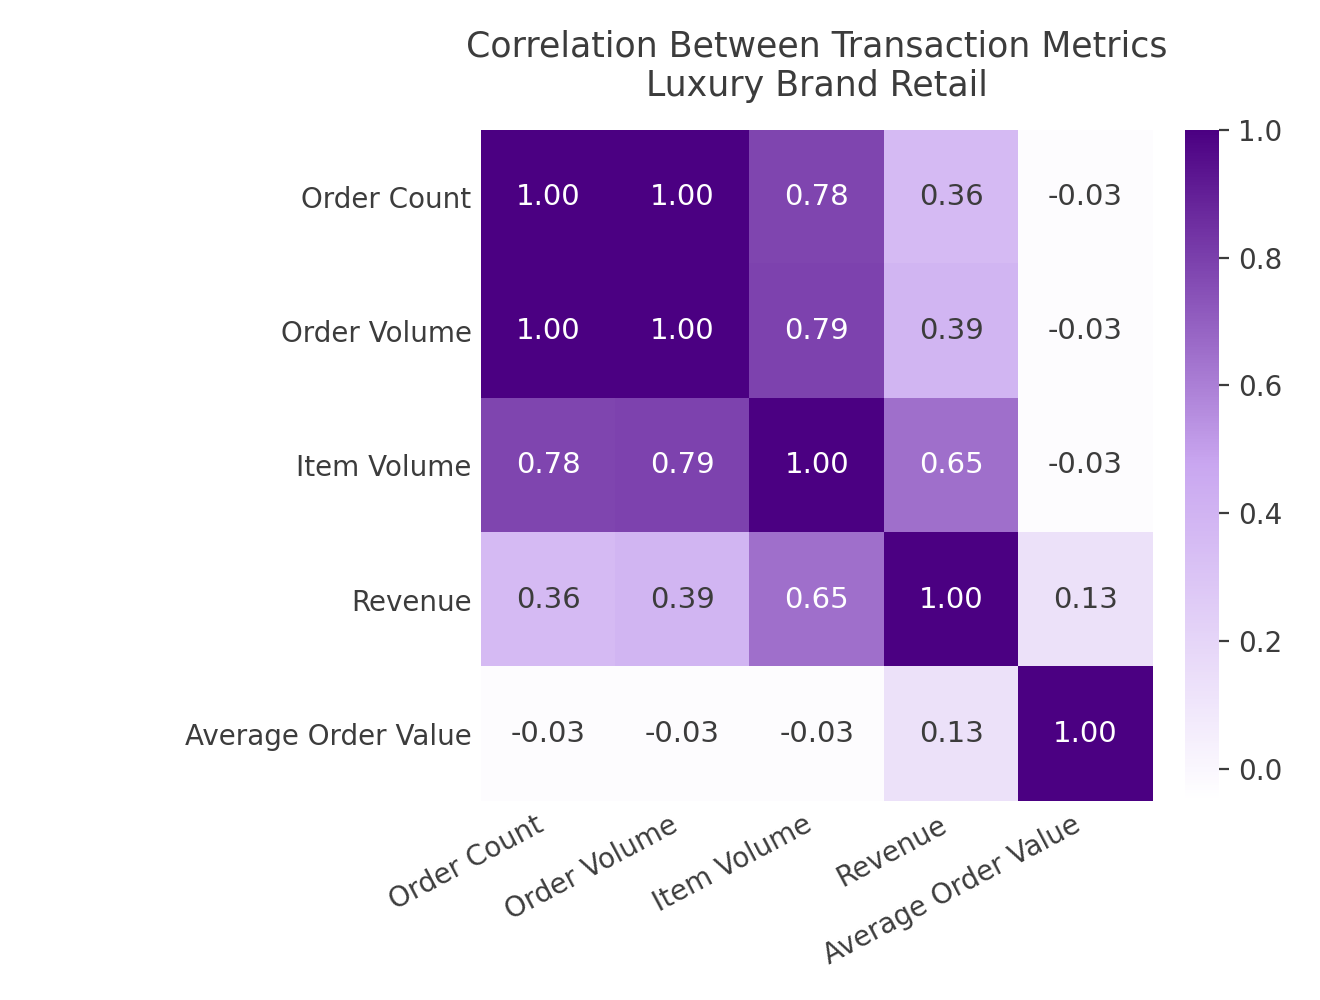 Correlation Between Transaction Metrics
Luxury Brand Retail
Order Count 1.00 1.00 0.78 0.36 -0.03
Order Volume 1.00 1.00 0.79 0.39 -0.03
Item Volume 0.78 0.79 1.00 0.65 -0.03
Revenue 0.36 0.39 0.65 1.00 0.13
Average Order Value -0.03 -0.03 -0.03 0.13 1.00
Order Count
Order Volume
Item Volume
Revenue
Average Order Value
1.0
0.8
0.6
0.4
0.2
0.0